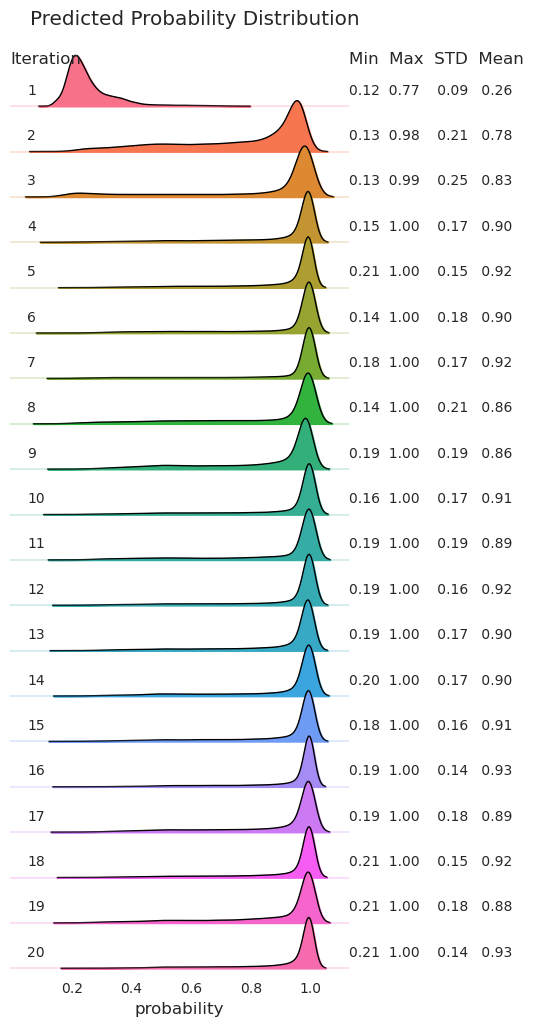 Predicted Probability Distribution
Iteration Min Max STD Mean
1 0.12 0.77 0.09 0.26
2 0.13 0.98 0.21 0.78
3 0.13 0.99 0.25 0.83
4 0.15 1.00 0.17 0.90
5 0.21 1.00 0.15 0.92
6 0.14 1.00 0.18 0.90
7 0.18 1.00 0.17 0.92
8 0.14 1.00 0.21 0.86
9 0.19 1.00 0.19 0.86
10 0.16 1.00 0.17 0.91
11 0.19 1.00 0.19 0.89
12 0.19 1.00 0.16 0.92
13 0.19 1.00 0.17 0.90
14 0.20 1.00 0.17 0.90
15 0.18 1.00 0.16 0.91
16 0.19 1.00 0.14 0.93
17 0.19 1.00 0.18 0.89
18 0.21 1.00 0.15 0.92
19 0.21 1.00 0.18 0.88
20 0.21 1.00 0.14 0.93
0.2 0.4 0.6 0.8 1.0
probability